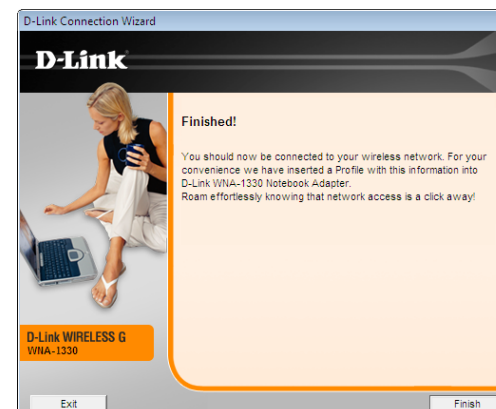 D-Link Connection Wizard
D-Link
Finished!
You should now be connected to your wireless network. For your
convenience we have inserted a Profile with this information into
D-Link WNA-1330 Notebook Adapter.
Roam effortlessly knowing that network access is a click away!
D-Link WIRELESS G
WNA-1330
Exit
Finish